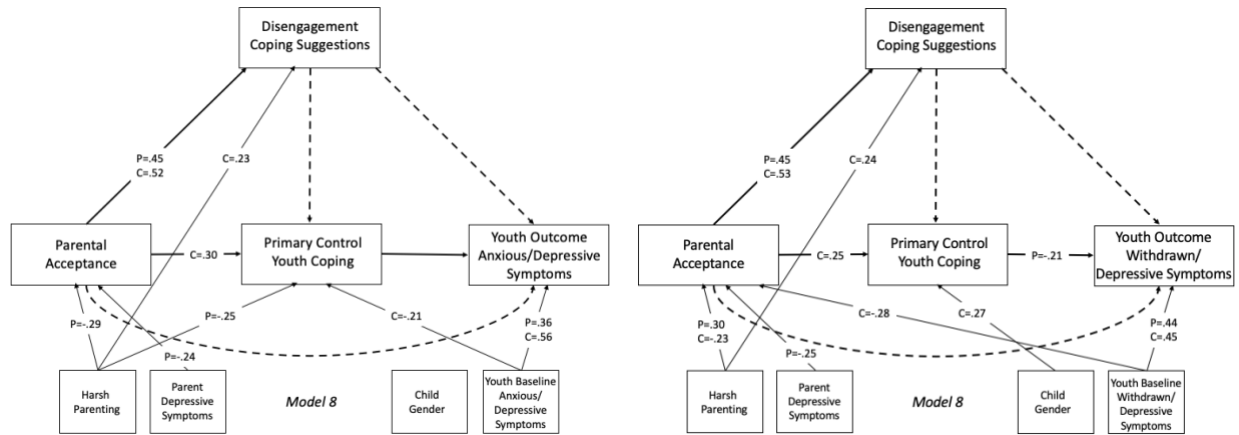 Disengagement
Coping Suggestions
P=.45
C=.52
C=.23
Parental
Acceptance
C=.30
Primary Control
Youth Coping
Youth Outcome
Anxious/Depressive
Symptoms
P=-.29
P=-.25
C=-.21
P=.36
C=.56
P=-.24
Harsh
Parenting
Parent
Depressive
Symptoms
Model 8
Child
Gender
Youth Baseline
Anxious/
Depressive
Symptoms
Disengagement
Coping Suggestions
P=.45
C=.53
C=.24
Parental
Acceptance
C=.25
Primary Control
Youth Coping
P=-.21
Youth Outcome
Withdrawn/
Depressive Symptoms
P=.30
C=-.23
P=-.25
C=-.28
C=.27
P=.44
C=.45
Harsh
Parenting
Parent
Depressive
Symptoms
Model 8
Child
Gender
Youth Baseline
Withdrawn/
Depressive
Symptoms